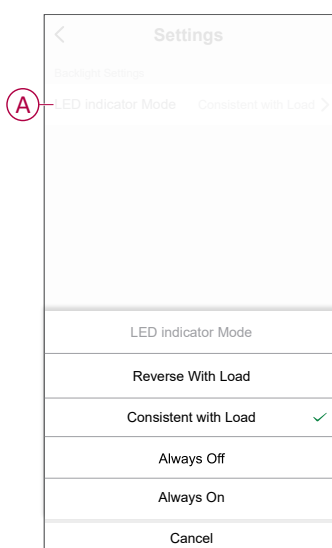 Settings
Backlight Settings
A LED indicator Mode Consistent with Load
LED indicator Mode
Reverse With Load
Consistent with Load
Always Off
Always On
Cancel